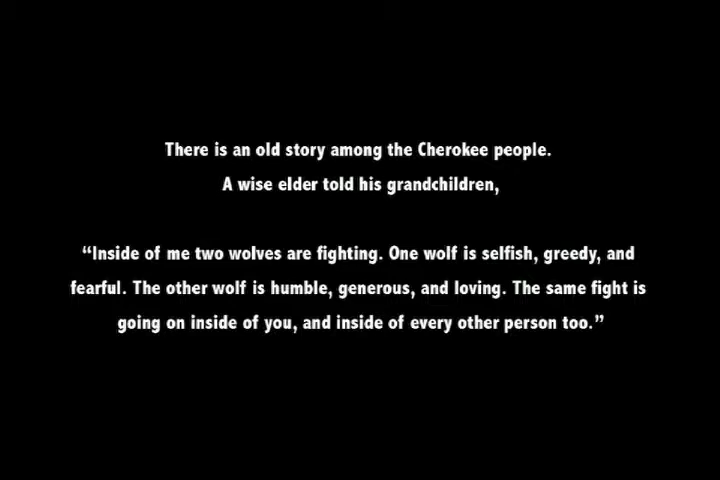 There is an old story among the Cherokee people.
A wise elder told his grandchildren,
“Inside of me two wolves are fighting. One wolf is selfish, greedy, and
fearful. The other wolf is humble, generous, and loving. The same fight is
going on inside of you, and inside of every other person too.”